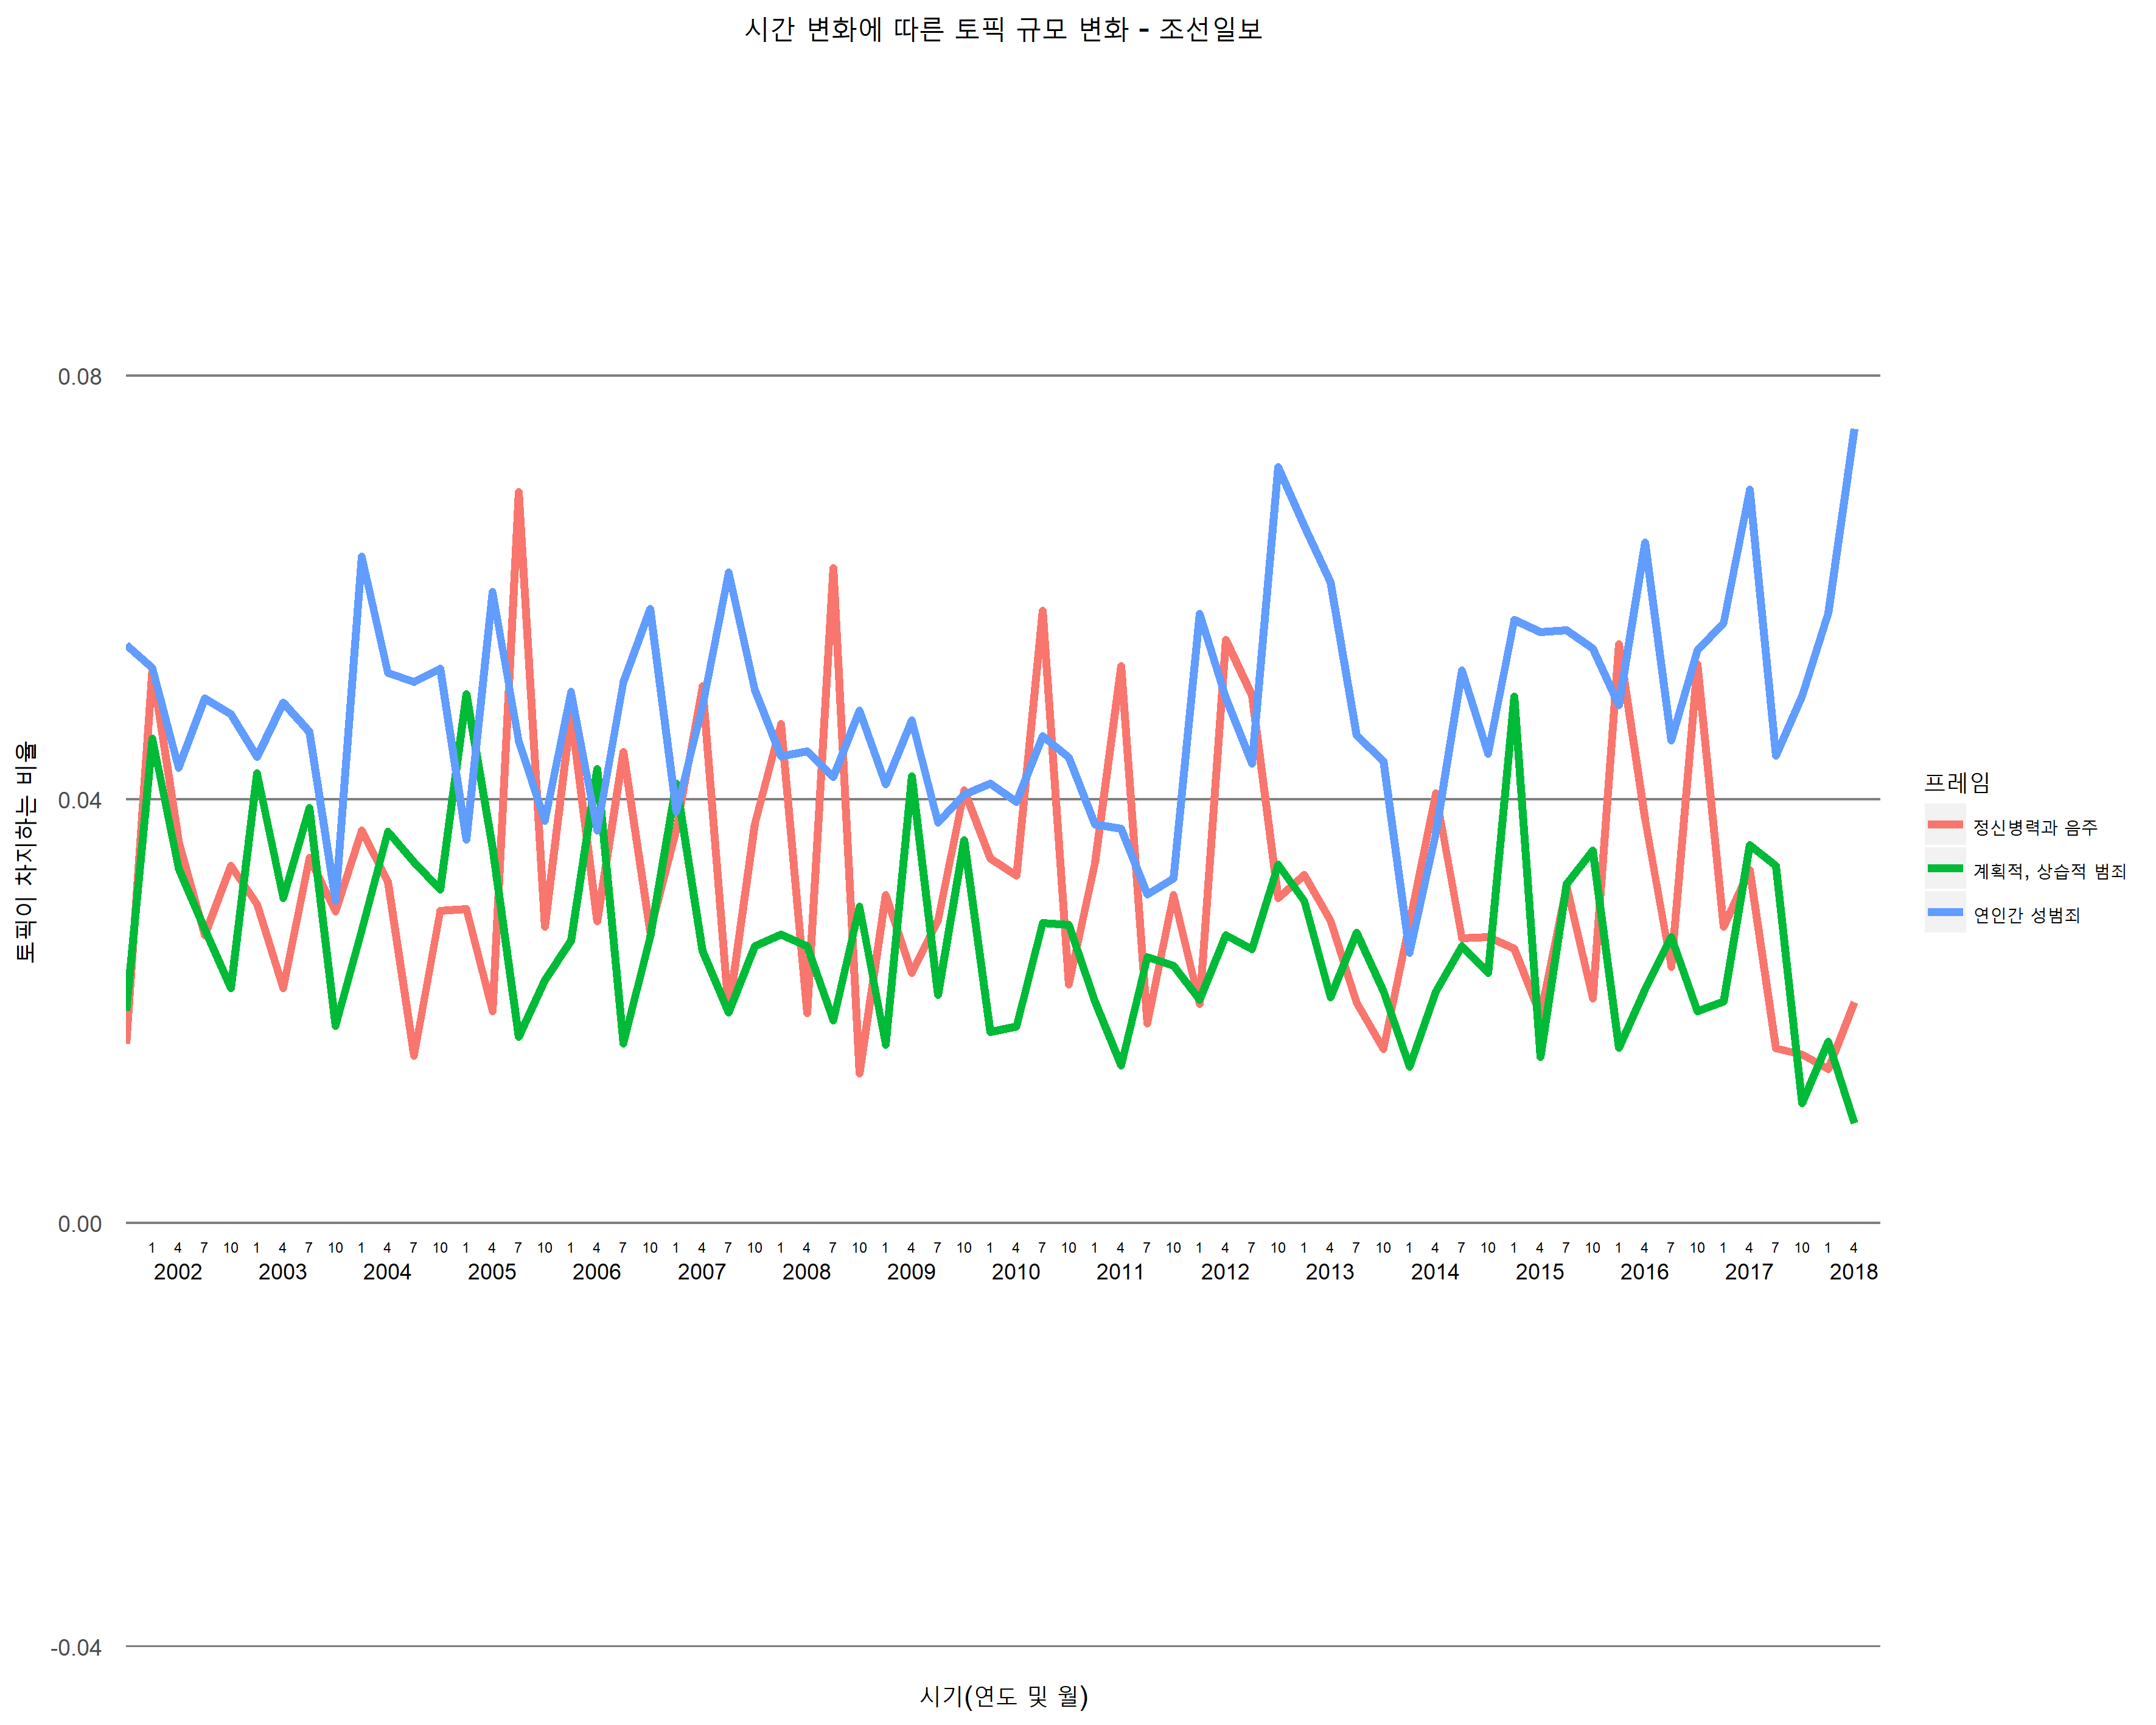 시간 변화에 따른 토픽 규모 변화 - 조선일보
토픽이 차지하는 비율
0.08
0.04
0.00
-0.04
1 4 7 10 1 4 7 10 1 4 7 10 1 4 7 10 1 4 7 10 1 4 7 10 1 4 7 10 1 4 7 10 1 4 7 10 1 4 7 10 1 4 7 10 1 4 7 10 1 4 7 10 1 4 7 10 1 4 7 10 1 4 7 10 1 4
2002 2003 2004 2005 2006 2007 2008 2009 2010 2011 2012 2013 2014 2015 2016 2017 2018
시기(연도 및 월)
프레임
정신병력과 음주
계획적, 상습적 범죄
연인간 성범죄